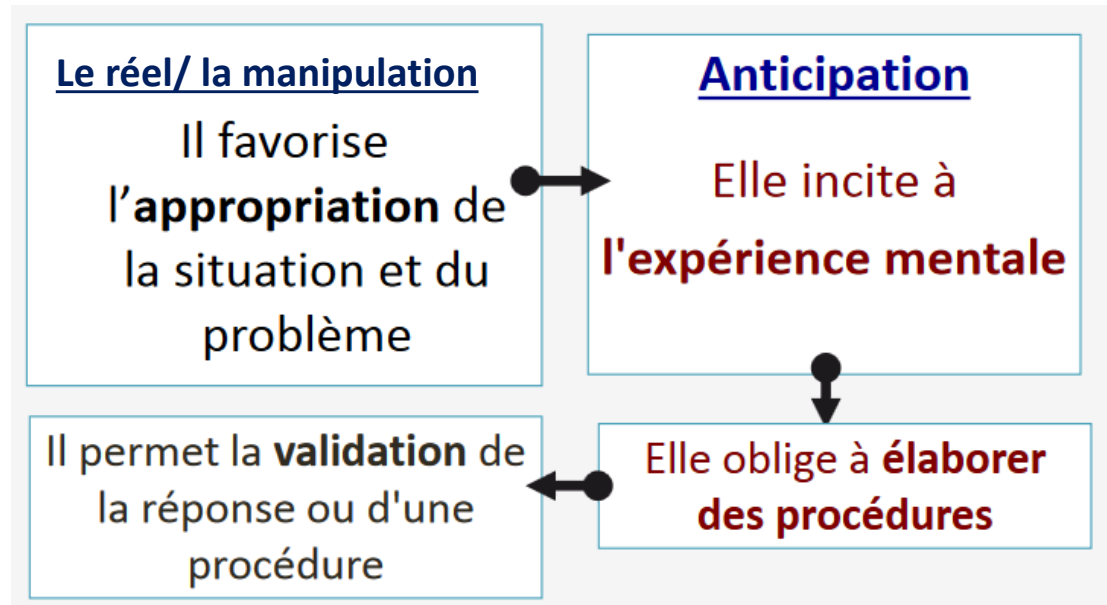 Le réel/ la manipulation
Il favorise
l’appropriation de
la situation et du
problème
Anticipation
Elle incite à
l'expérience mentale
Elle oblige à élaborer
des procédures
Il permet la validation de
la réponse ou d'une
procédure